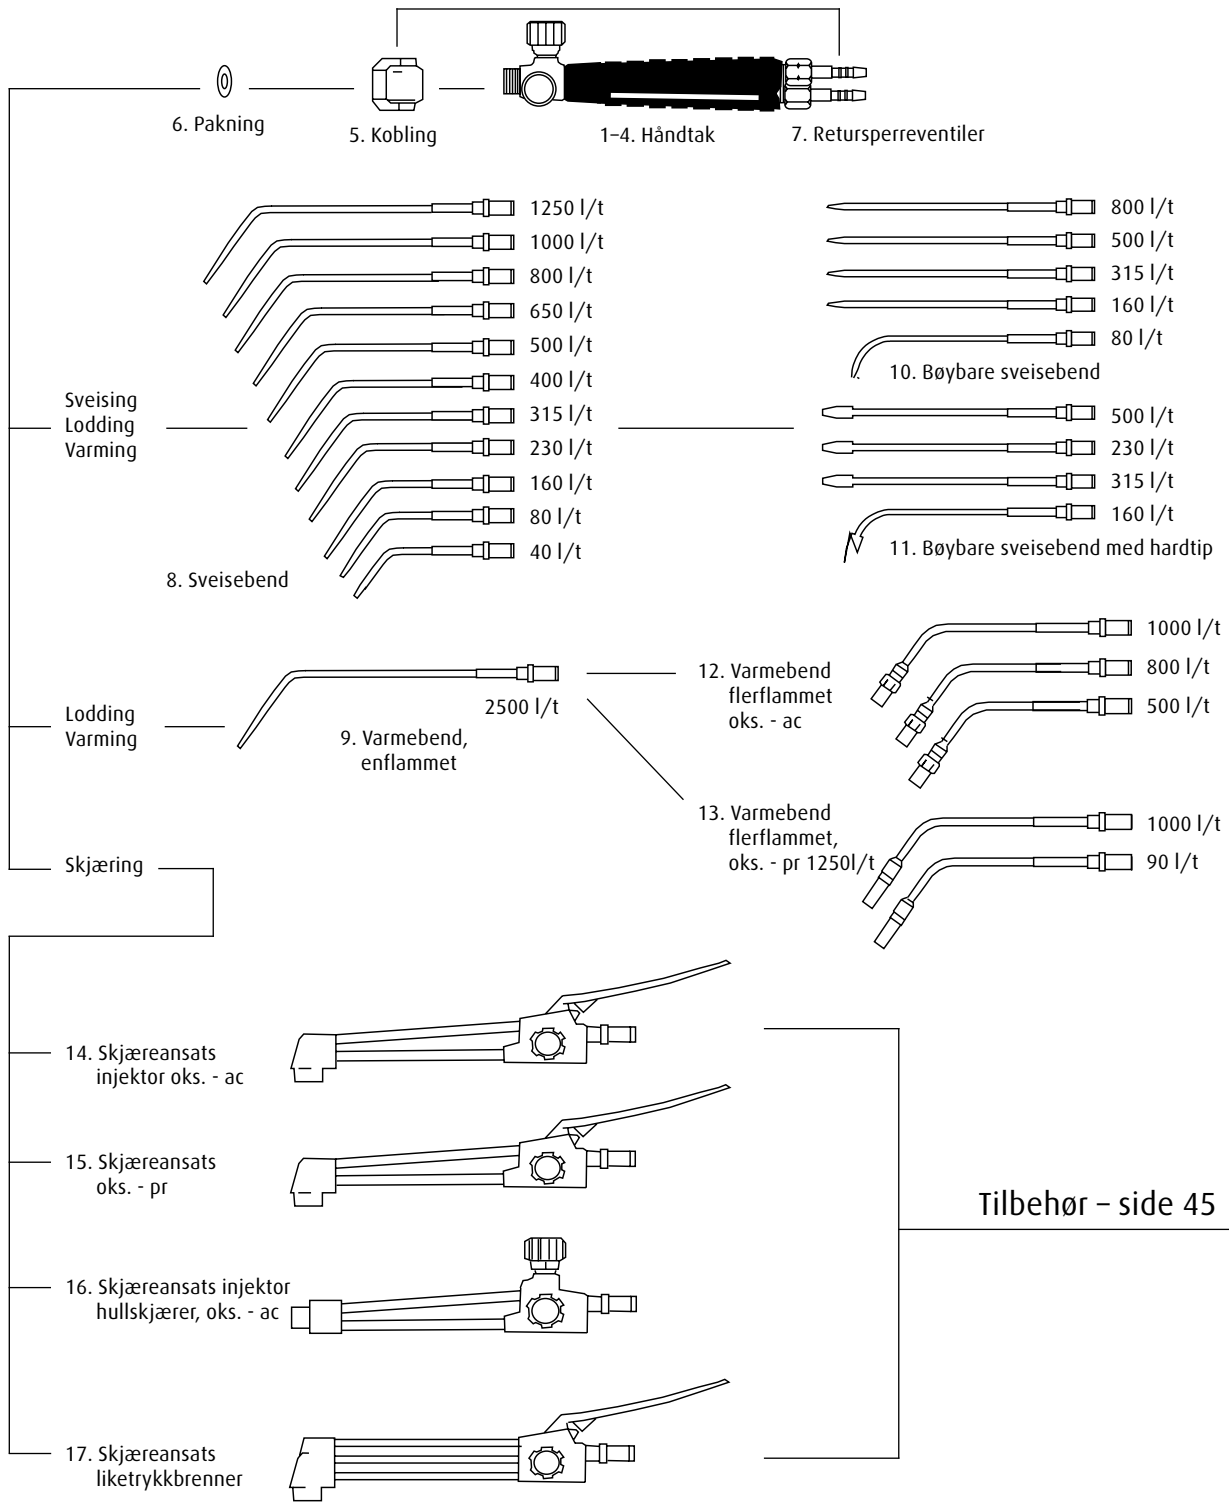 6. Pakning
5. Kobling
1–4. Håndtak
7. Retursperreventiler
1250 l/t
1000 l/t
800 l/t
650 l/t
500 l/t
400 l/t
315 l/t
230 l/t
160 l/t
80 l/t
40 l/t
Sveising
Lodding
Varming
8. Sveisebend
800 l/t
500 l/t
315 l/t
160 l/t
80 l/t
10. Bøybare sveisebend
500 l/t
230 l/t
315 l/t
160 l/t
11. Bøybare sveisebend med hardtip
Lodding
Varming
2500 l/t
9. Varmebend,
enflammet
12. Varmebend
flerflammet
oks. - ac
1000 l/t
800 l/t
500 l/t
13. Varmebend
flerflammet,
oks. - pr 1250l/t
1000 l/t
90 l/t
Skjæring
14. Skjæreansats
injektor oks. - ac
15. Skjæreansats
oks. - pr
16. Skjæreansats injektor
hullskjærer, oks. - ac
17. Skjæreansats
liketrykkbrenner
Tilbehør – side 45